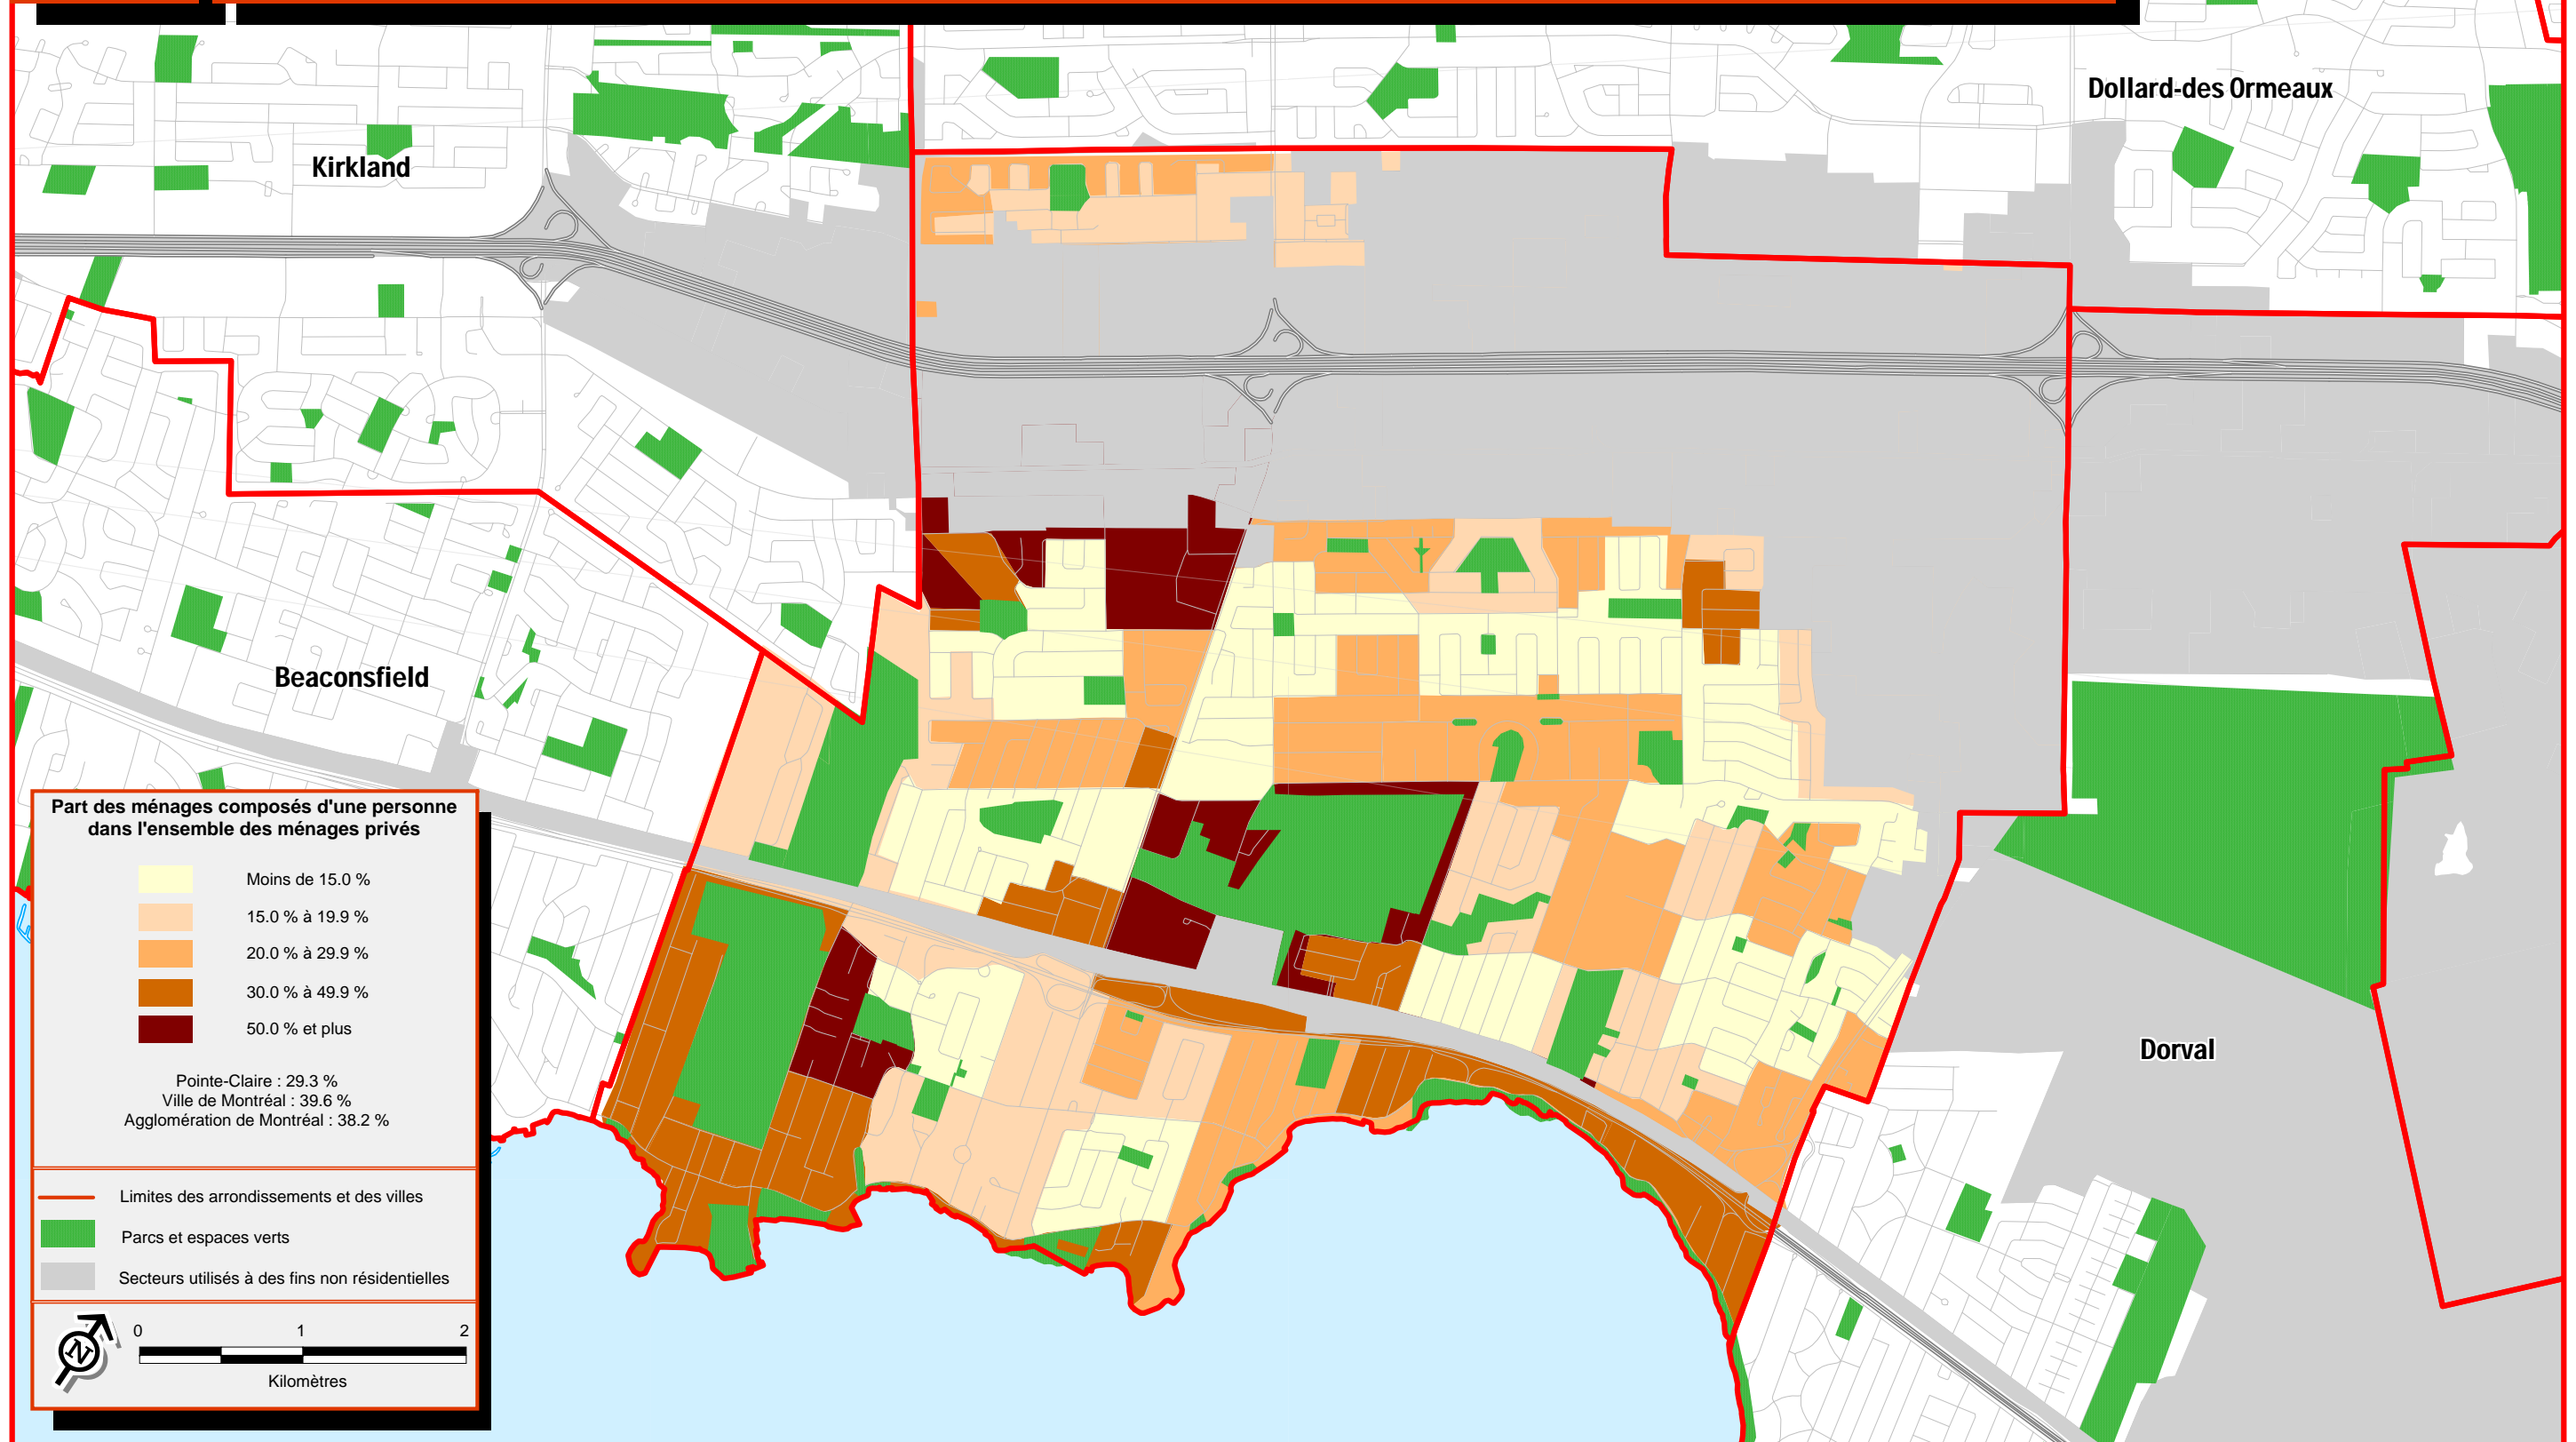 Dollard-des Ormeaux
Kirkland
Beaconsfield
Dorval
Part des ménages composés d'une personne
dans l'ensemble des ménages privés
Moins de 15.0 %
15.0 % à 19.9 %
20.0 % à 29.9 %
30.0 % à 49.9 %
50.0 % et plus
Pointe-Claire : 29.3 %
Ville de Montréal : 39.6 %
Agglomération de Montréal : 38.2 %
Limites des arrondissements et des villes
Parcs et espaces verts
Secteurs utilisés à des fins non résidentielles
N
0 1 2
Kilomètres